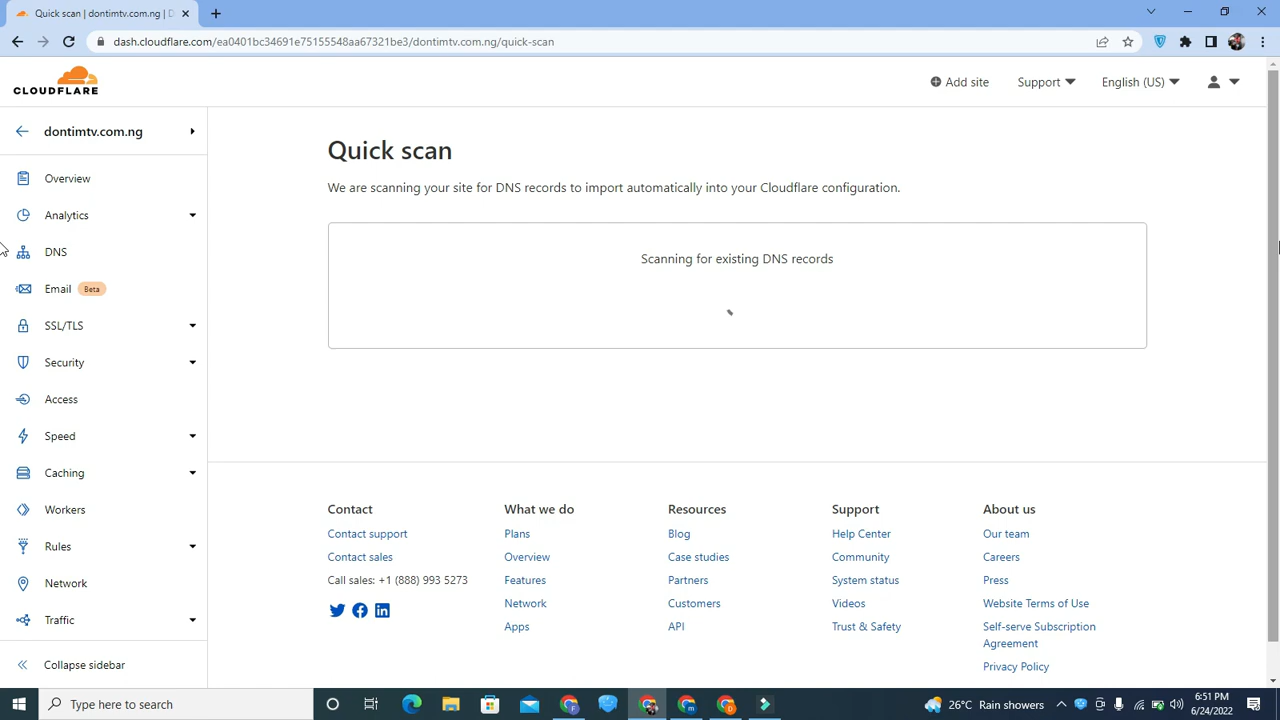 Quick scan | dontimtv.com.ng | D
dash.cloudflare.com/ea0401bc34691e75155548aa67321be3/dontimtv.com.ng/quick-scan
CLOUDFLARE
Add site
Support
English (US)
dontimtv.com.ng
Overview
Analytics
DNS
Email Beta
SSL/TLS
Security
Access
Speed
Caching
Workers
Rules
Network
Traffic
Collapse sidebar
Quick scan
We are scanning your site for DNS records to import automatically into your Cloudflare configuration.
Scanning for existing DNS records
Contact
Contact support
Contact sales
Call sales: +1 (888) 993 5273
What we do
Plans
Overview
Features
Network
Apps
Resources
Blog
Case studies
Partners
Customers
API
Support
Help Center
Community
System status
Videos
Trust & Safety
About us
Our team
Careers
Press
Website Terms of Use
Self-serve Subscription
Agreement
Privacy Policy
Type here to search
26°C Rain showers
6:51 PM
6/24/2022